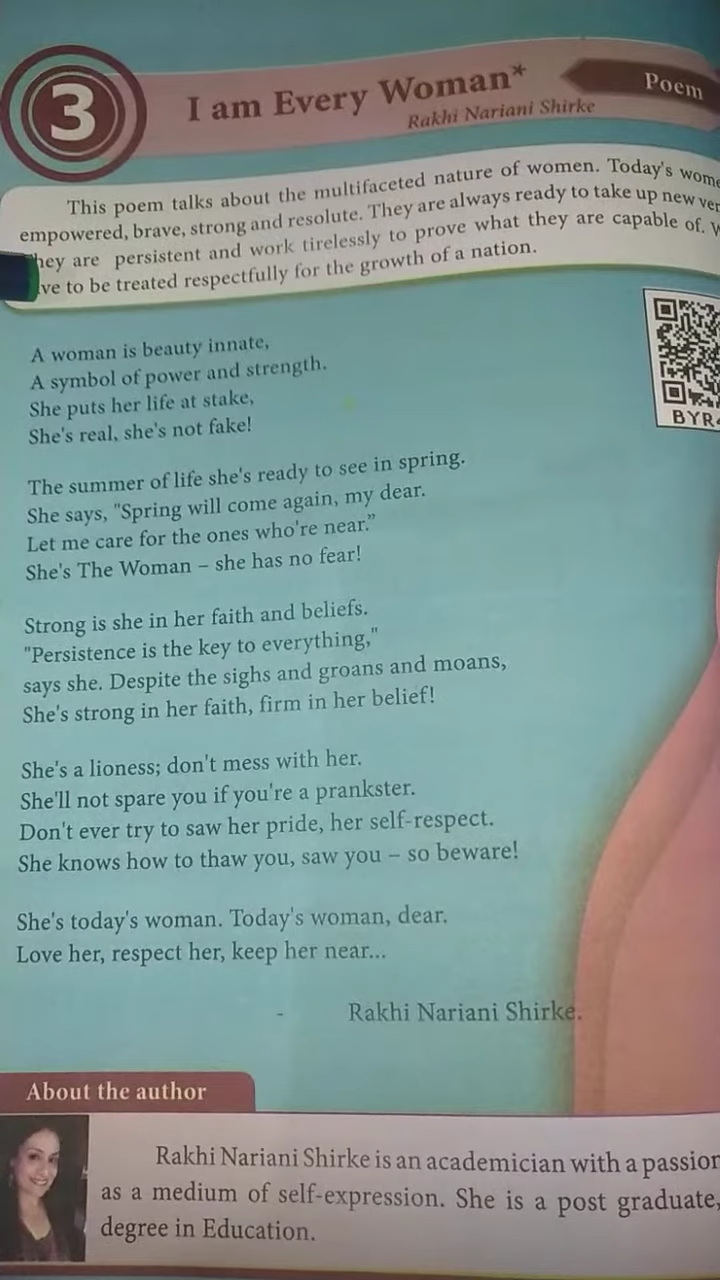 3
I am Every Woman*
Poem
Rakhi Nariani Shirke
This poem talks about the multifaceted nature of women. Today's wome
empowered, brave, strong and resolute. They are always ready to take up new ven
hey are persistent and work tirelessly to prove what they are capable of. W
ve to be treated respectfully for the growth of a nation.
BYR4
A woman is beauty innate,
A symbol of power and strength.
She puts her life at stake,
She's real, she's not fake!
The summer of life she's ready to see in spring.
She says, "Spring will come again, my dear.
Let me care for the ones who're near."
She's The Woman – she has no fear!
Strong is she in her faith and beliefs.
"Persistence is the key to everything,"
says she. Despite the sighs and groans and moans,
She's strong in her faith, firm in her belief!
She's a lioness; don't mess with her.
She'll not spare you if you're a prankster.
Don't ever try to saw her pride, her self-respect.
She knows how to thaw you, saw you – so beware!
She's today's woman. Today's woman, dear.
Love her, respect her, keep her near...
- Rakhi Nariani Shirke.
About the author
Rakhi Nariani Shirke is an academician with a passion
as a medium of self-expression. She is a post graduate,
degree in Education.